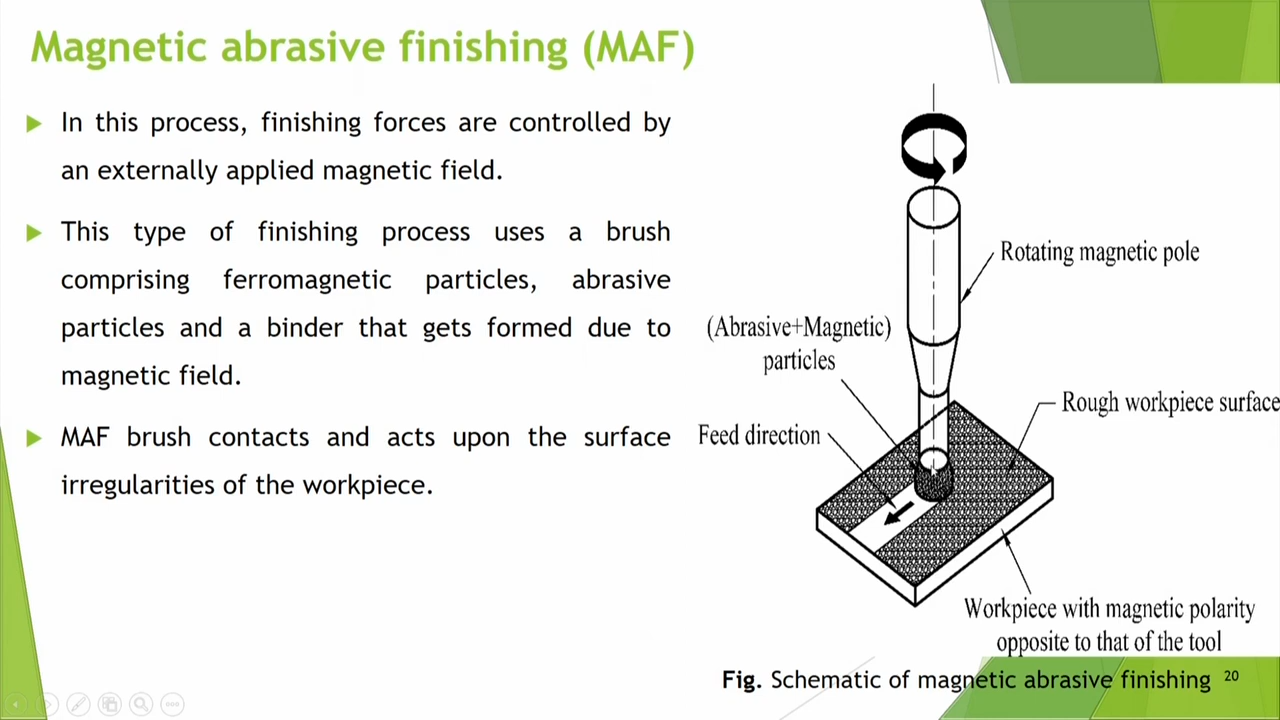 Magnetic abrasive finishing (MAF)
In this process, finishing forces are controlled by
an externally applied magnetic field.
This type of finishing process uses a brush
comprising ferromagnetic particles, abrasive
particles and a binder that gets formed due to
magnetic field.
MAF brush contacts and acts upon the surface
irregularities of the workpiece.
Rotating magnetic pole
(Abrasive+Magnetic)
particles
Rough workpiece surface
Feed direction
Workpiece with magnetic polarity
opposite to that of the tool
Fig. Schematic of magnetic abrasive finishing 20